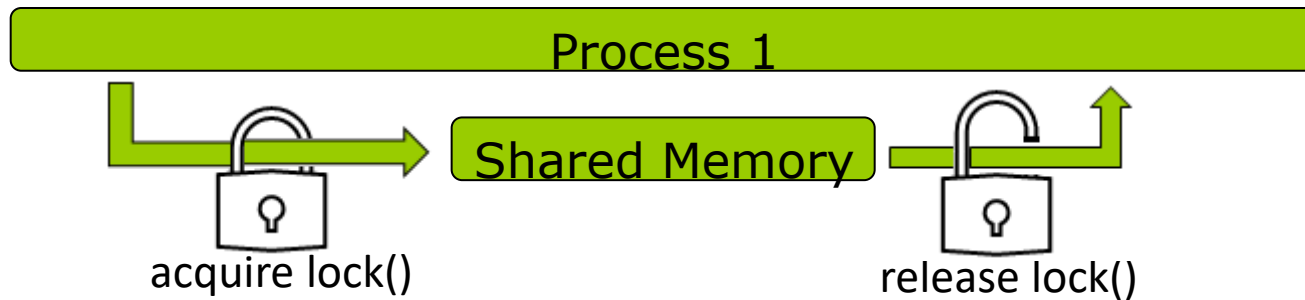 Process 1
Shared Memory
acquire lock()
release lock()